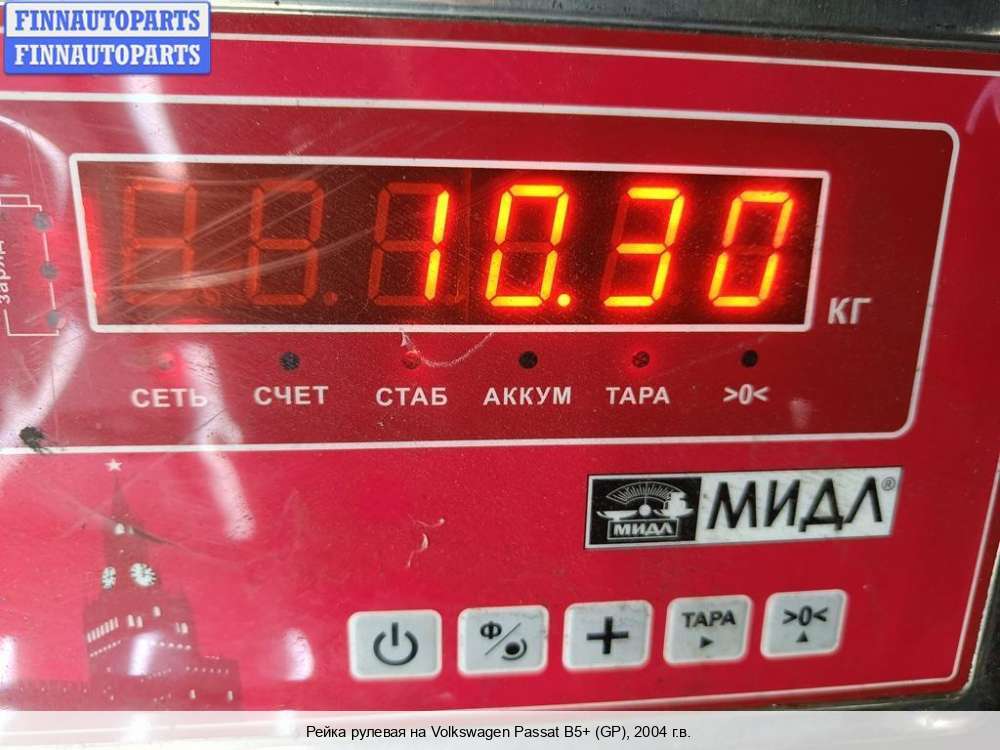 FINNAUTOPARTS
FINNAUTOPARTS
10.30
КГ
заряд
СЕТЬ СЧЕТ СТАБ АККУМ ТАРА >0<
МИДЛ МИДЛ®
Ф ТАРА >0<
Рейка рулевая на Volkswagen Passat B5+ (GP), 2004 г.в.